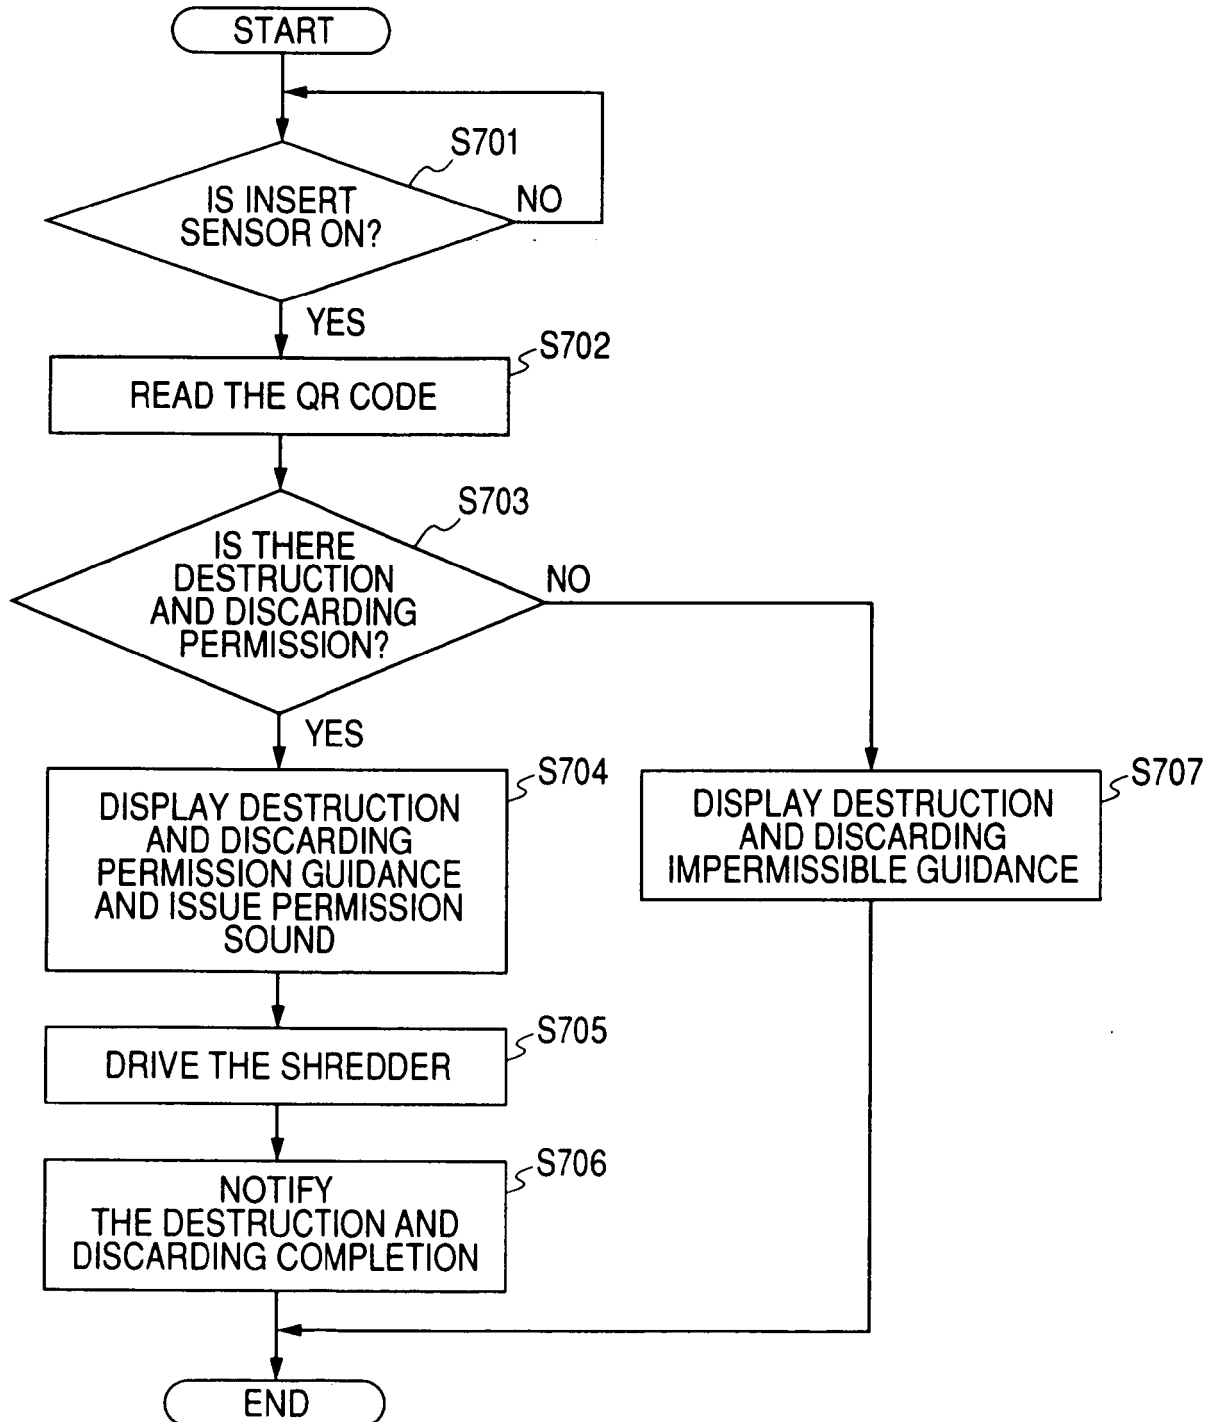 START
S701
IS INSERT
SENSOR ON?
NO
YES
S702
READ THE QR CODE
S703
IS THERE
DESTRUCTION
AND DISCARDING
PERMISSION?
NO
YES
S704
DISPLAY DESTRUCTION
AND DISCARDING
PERMISSION GUIDANCE
AND ISSUE PERMISSION
SOUND
S707
DISPLAY DESTRUCTION
AND DISCARDING
IMPERMISSIBLE GUIDANCE
S705
DRIVE THE SHREDDER
S706
NOTIFY
THE DESTRUCTION AND
DISCARDING COMPLETION
END